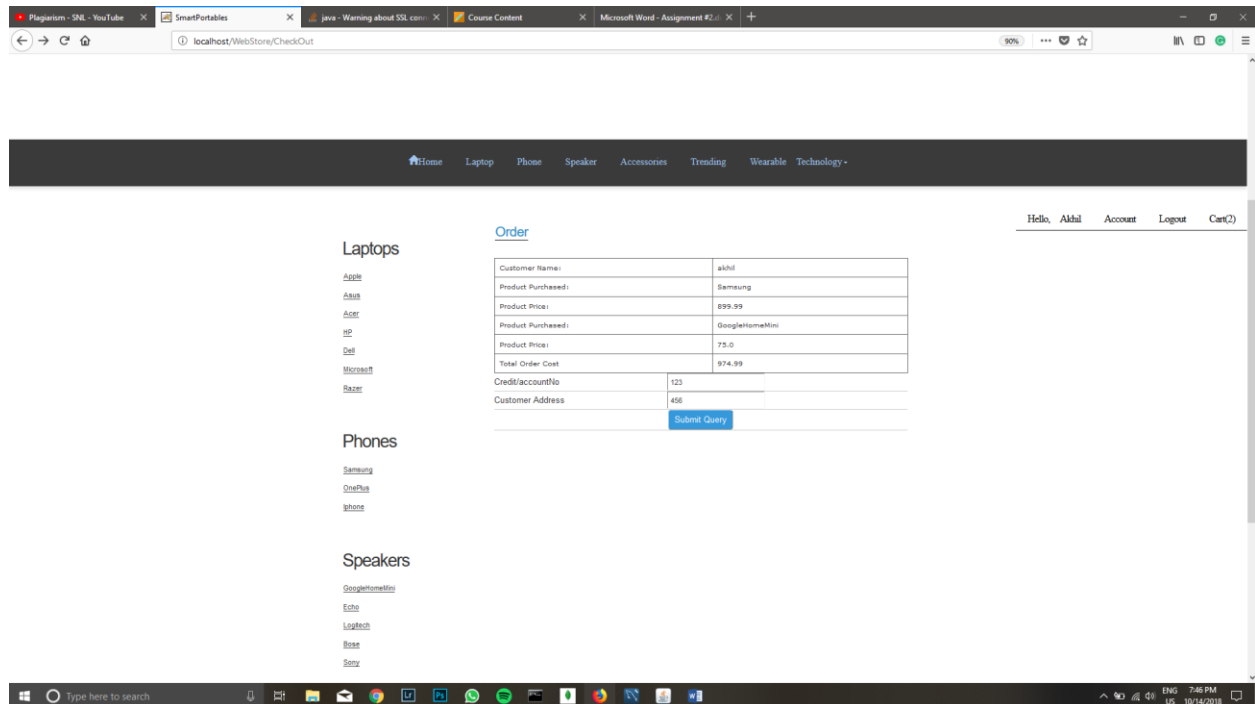 Plagiarism - SNL - YouTube
SmartPortables
java - Warning about SSL conn
Course Content
Microsoft Word - Assignment #2.d
localhost/WebStore/CheckOut
90%
Home Laptop Phone Speaker Accessories Trending Wearable Technology
Hello, Akhil Account Logout Cart(2)
Laptops
Apple
Asus
Acer
HP
Dell
Microsoft
Razer
Phones
Samsung
OnePlus
Iphone
Speakers
GoogleHomeMini
Echo
Logitech
Bose
Sony
Order
Customer Name: akhil
Product Purchased: Samsung
Product Price: 899.99
Product Purchased: GoogleHomeMini
Product Price: 75.0
Total Order Cost 974.99
Credit/accountNo 123
Customer Address 456
Submit Query
Type here to search
Lr
Ps
ENG 7:46 PM
US 10/14/2018